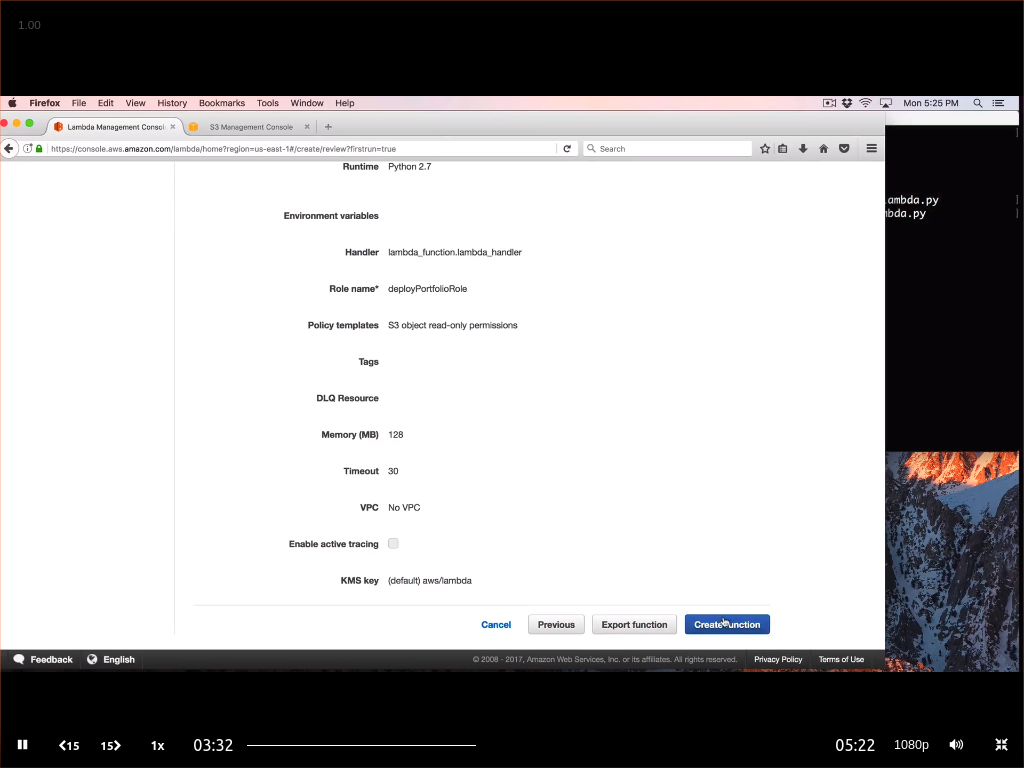 1.00
Firefox File Edit View History Bookmarks Tools Window Help Mon 5:25 PM
Lambda Management Consol S3 Management Console
https://console.aws.amazon.com/lambda/home?region=us-east-1#/create/review?firstrun=true Search
Runtime Python 2.7
ambda.py
bda.py
Environment variables
Handler lambda_function.lambda_handler
Role name* deployPortfolioRole
Policy templates S3 object read-only permissions
Tags
DLQ Resource
Memory (MB) 128
Timeout 30
VPC No VPC
Enable active tracing
KMS key (default) aws/lambda
Cancel Previous Export function Create function
Feedback English © 2008 - 2017, Amazon Web Services, Inc. or its affiliates. All rights reserved. Privacy Policy Terms of Use
15 15 1x 03:32 05:22 1080p